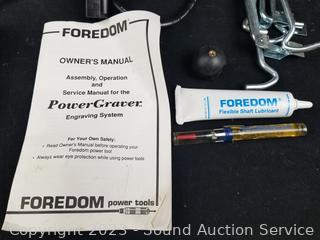 FOREDOM
OWNER'S MANUAL
Assembly, Operation
and
Service Manual for the
PowerGraver
Engraving System
For Your Own Safety:
• Read Owner's Manual before operating your
Foredom power tool
• Always wear eye protection while using power tools
FOREDOM power tools
FOREDOM
Flexible Shaft Lubricant
Copyright 2023 - Sound Auction Service